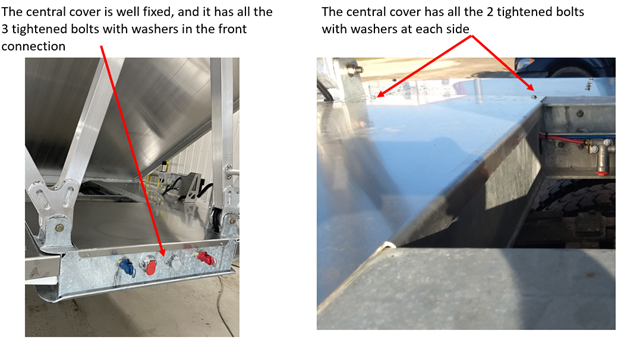 The central cover is well fixed, and it has all the
3 tightened bolts with washers in the front
connection
The central cover has all the 2 tightened bolts
with washers at each side